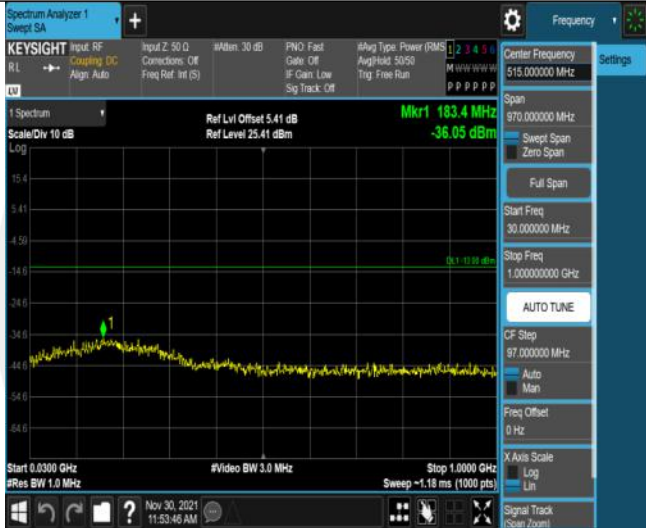 Spectrum Analyzer 1
Swept SA
+
Frequency
KEYSIGHT
RL
LV
Input: RF
Coupling: DC
Align: Auto
Input Z: 50 Ω
Corrections: Off
Freq Ref: Int (S)
#Atten: 30 dB
PNO: Fast
Gate: Off
IF Gain: Low
Sig Track: Off
#Avg Type: Power (RMS
Avg|Hold: 50/50
Trig: Free Run
1 2 3 4 5 6
M W W W W W
P P P P P P
1 Spectrum
Scale/Div 10 dB
Log
Ref Lvl Offset 5.41 dB
Ref Level 25.41 dBm
Mkr1 183.4 MHz
-36.05 dBm
15.4
5.41
-4.59
-14.6
-24.6
-34.6
-54.6
-64.6
DL1 -13.00 dBm
1
Start 0.0300 GHz
#Res BW 1.0 MHz
#Video BW 3.0 MHz
Stop 1.0000 GHz
Sweep ~1.18 ms (1000 pts)
?
Nov 30, 2021
11:53:46 AM
Center Frequency
515.000000 MHz
Settings
Span
970.000000 MHz
Swept Span
Zero Span
Full Span
Start Freq
30.000000 MHz
Stop Freq
1.000000000 GHz
AUTO TUNE
CF Step
97.000000 MHz
Auto
Man
Freq Offset
0 Hz
X Axis Scale
Log
Lin
Signal Track
(Span Zoom)